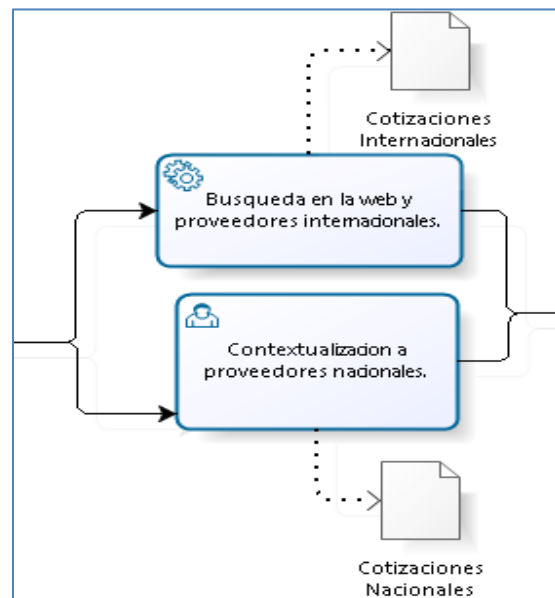 Cotizaciones
Internacionales
Busqueda en la web y
proveedores internacionales.
Contextualizacion a
proveedores nacionales.
Cotizaciones
Nacionales